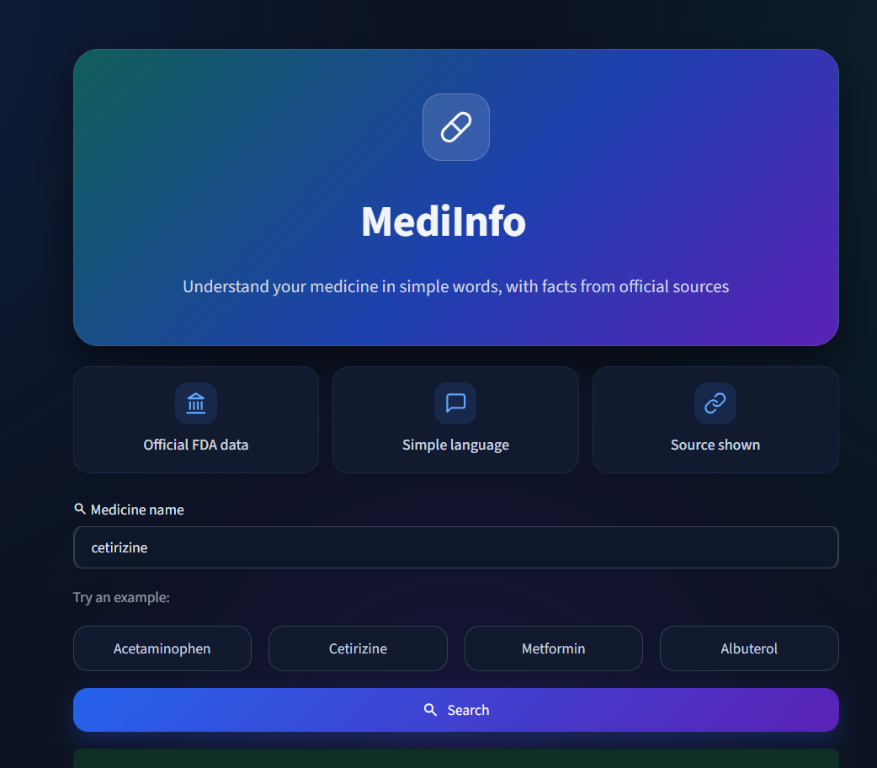 MediInfo
Understand your medicine in simple words, with facts from official sources
Official FDA data
Simple language
Source shown
Medicine name
cetirizine
Try an example:
Acetaminophen
Cetirizine
Metformin
Albuterol
Search